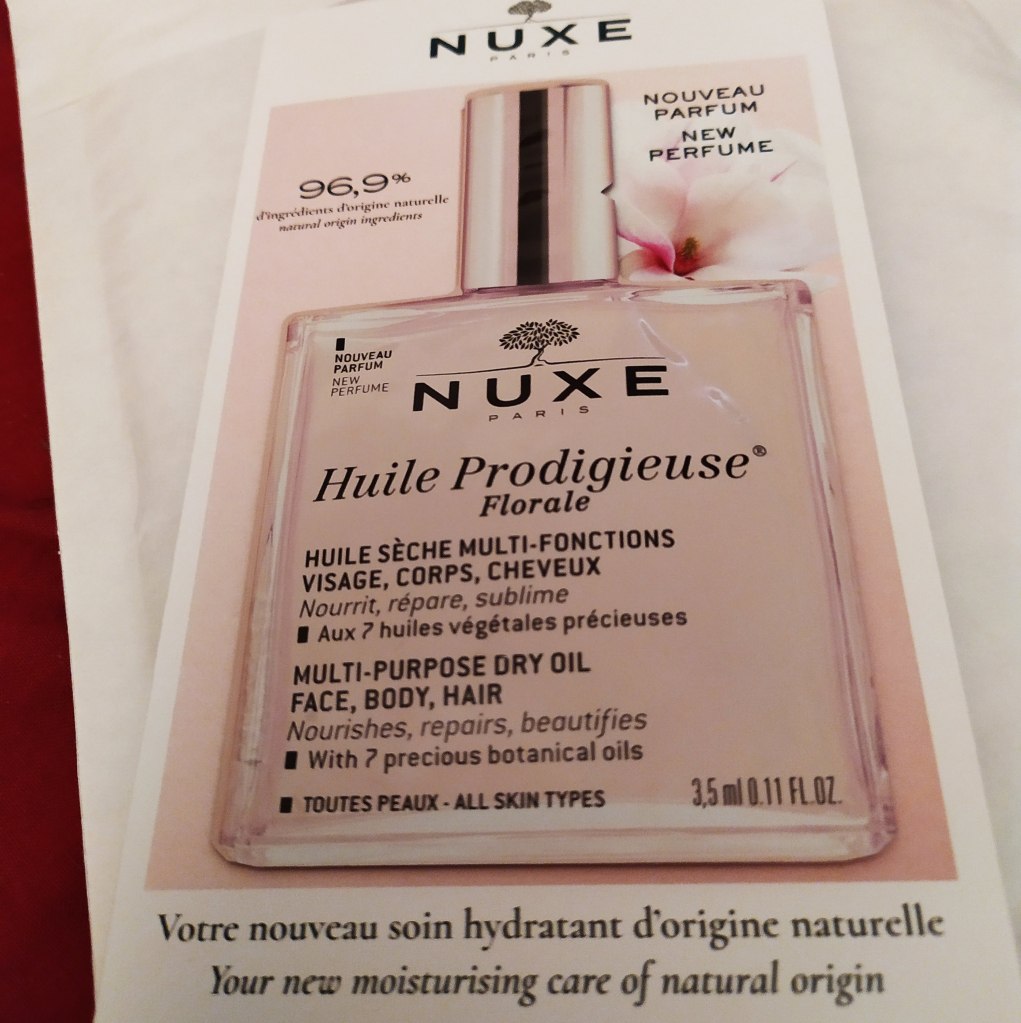 NUXE
PARIS
NOUVEAU
PARFUM
NEW
PERFUME
96,9%
d'ingrédients d'origine naturelle
natural origin ingredients
NOUVEAU
PARFUM
NEW
PERFUME
NUXE
PARIS
Huile Prodigieuse®
Florale
HUILE SÈCHE MULTI-FONCTIONS
VISAGE, CORPS, CHEVEUX
Nourrit, répare, sublime
Aux 7 huiles végétales précieuses
MULTI-PURPOSE DRY OIL
FACE, BODY, HAIR
Nourishes, repairs, beautifies
With 7 precious botanical oils
TOUTES PEAUX - ALL SKIN TYPES
3,5 ml 0.11 FL.OZ.
Votre nouveau soin hydratant d'origine naturelle
Your new moisturising care of natural origin